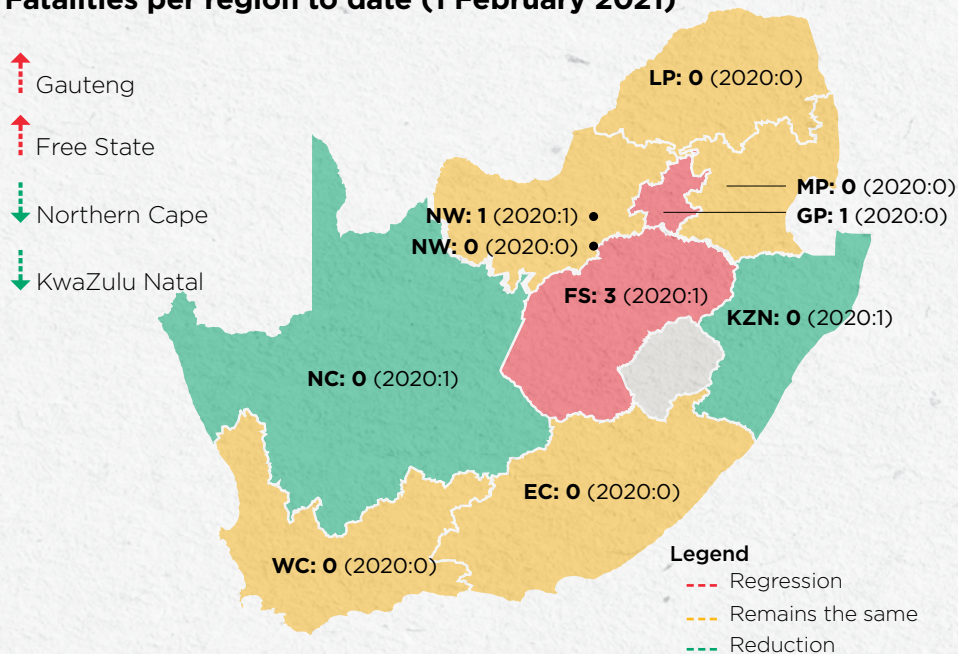 Fatalities per region to date (1 February 2021)
Gauteng
Free State
Northern Cape
KwaZulu Natal
LP: 0 (2020:0)
MP: 0 (2020:0)
GP: 1 (2020:0)
NW: 1 (2020:1)
NW: 0 (2020:0)
FS: 3 (2020:1)
KZN: 0 (2020:1)
NC: 0 (2020:1)
EC: 0 (2020:0)
WC: 0 (2020:0)
Legend
Regression
Remains the same
Reduction